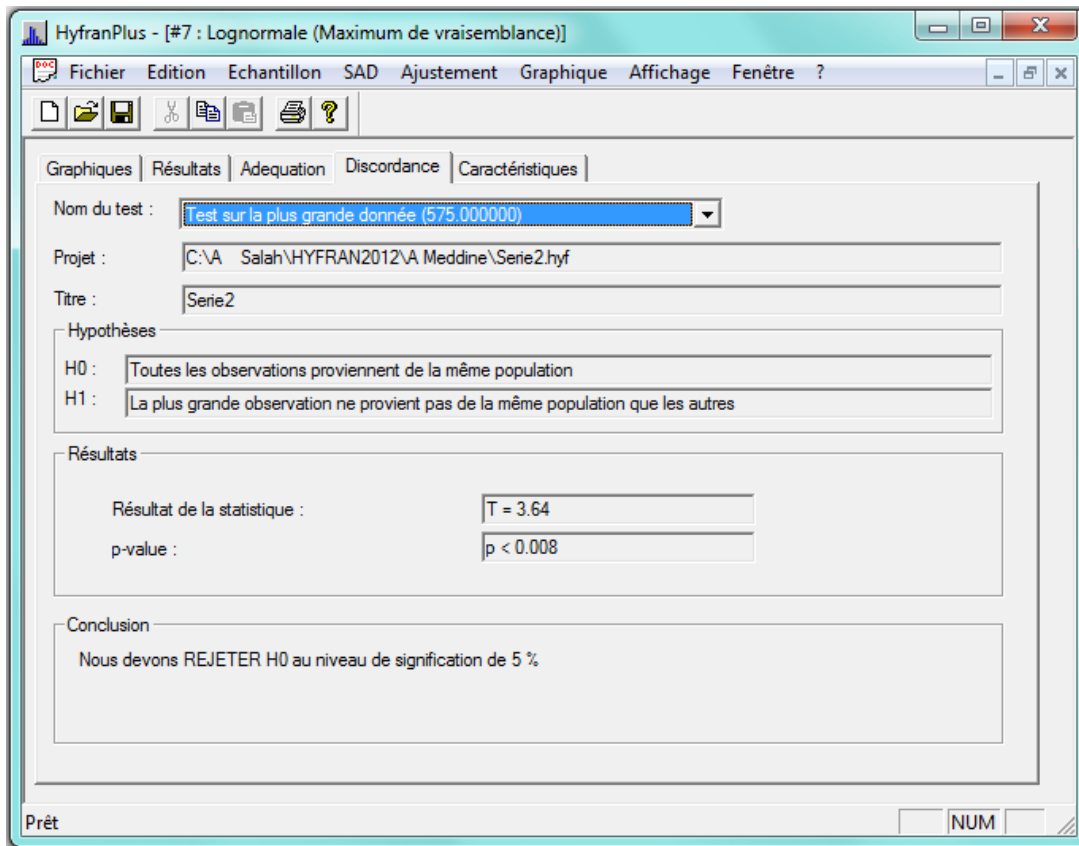 HyfranPlus - [#7 : Lognormale (Maximum de vraisemblance)]
DOC Fichier Edition Echantillon SAD Ajustement Graphique Affichage Fenêtre ?
Graphiques Résultats Adequation Discordance Caractéristiques
Nom du test : Test sur la plus grande donnée (575.000000)
Projet : C:\A Salah\HYFRAN2012\A Meddine\Serie2.hyf
Titre : Serie2
Hypothèses
H0 : Toutes les observations proviennent de la même population
H1 : La plus grande observation ne provient pas de la même population que les autres
Résultats
Résultat de la statistique : T = 3.64
p-value : p < 0.008
Conclusion
Nous devons REJETER H0 au niveau de signification de 5 %
Prêt NUM